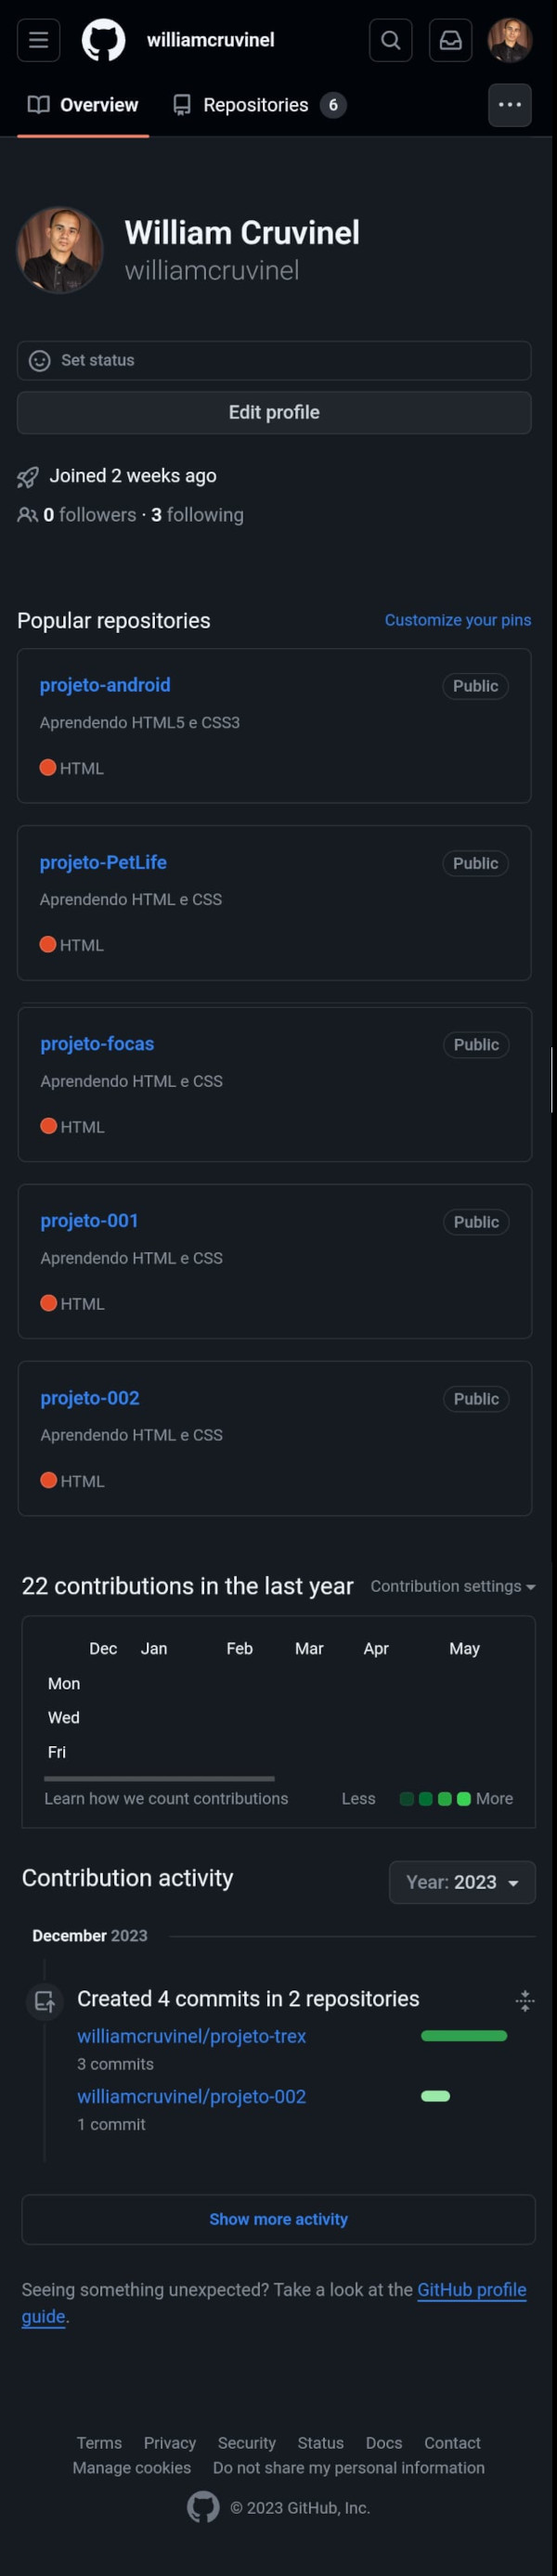 williamcruvinel
Overview Repositories 6
William Cruvinel
williamcruvinel
Set status
Edit profile
Joined 2 weeks ago
0 followers · 3 following
Popular repositories Customize your pins
projeto-android Public
Aprendendo HTML5 e CSS3
HTML
projeto-PetLife Public
Aprendendo HTML e CSS
HTML
projeto-focas Public
Aprendendo HTML e CSS
HTML
projeto-001 Public
Aprendendo HTML e CSS
HTML
projeto-002 Public
Aprendendo HTML e CSS
HTML
22 contributions in the last year Contribution settings
Dec Jan Feb Mar Apr May
Mon
Wed
Fri
Learn how we count contributions Less More
Contribution activity Year: 2023
December 2023
Created 4 commits in 2 repositories
williamcruvinel/projeto-trex
3 commits
williamcruvinel/projeto-002
1 commit
Show more activity
Seeing something unexpected? Take a look at the GitHub profile
guide.
Terms Privacy Security Status Docs Contact
Manage cookies Do not share my personal information
© 2023 GitHub, Inc.